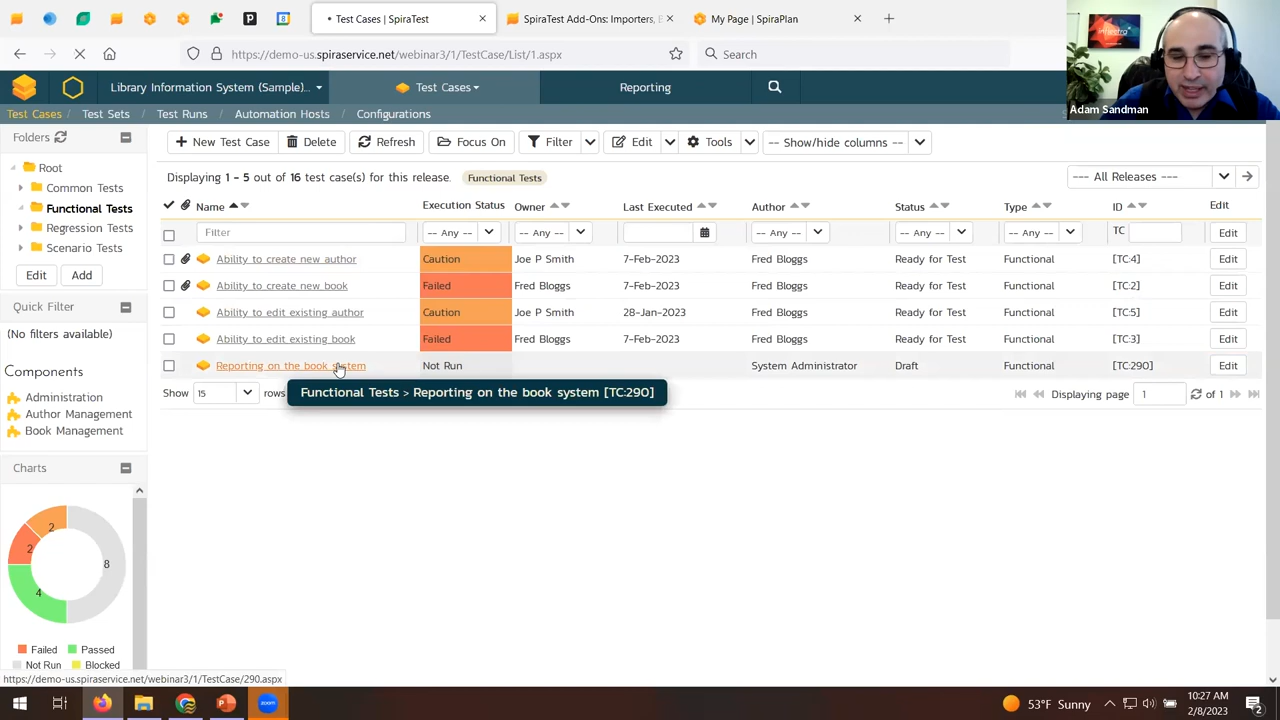 Test Cases | SpiraTest
SpiraTest Add-Ons: Importers, E
My Page | SpiraPlan
https://demo-us.spiraservice.net/webinar3/1/TestCase/List/1.aspx
Search
inflectra
Adam Sandman
Library Information System (Sample)...
Test Cases
Reporting
Test Cases / Test Sets / Test Runs / Automation Hosts / Configurations
Folders
New Test Case
Delete
Refresh
Focus On
Filter
Edit
Tools
-- Show/hide columns --
Root
Common Tests
Functional Tests
Regression Tests
Scenario Tests
Edit
Add
Quick Filter
(No filters available)
Components
Administration
Author Management
Book Management
Charts
2
2
8
4
Failed
Passed
Not Run
Blocked
Displaying 1 - 5 out of 16 test case(s) for this release. Functional Tests
--- All Releases ---
Name Execution Status Owner Last Executed Author Status Type ID Edit
Filter -- Any -- -- Any -- -- Any -- -- Any -- -- Any -- TC Edit
Ability to create new author Caution Joe P Smith 7-Feb-2023 Fred Bloggs Ready for Test Functional [TC:4] Edit
Ability to create new book Failed Fred Bloggs 7-Feb-2023 Fred Bloggs Ready for Test Functional [TC:2] Edit
Ability to edit existing author Caution Joe P Smith 28-Jan-2023 Fred Bloggs Ready for Test Functional [TC:5] Edit
Ability to edit existing book Failed Fred Bloggs 7-Feb-2023 Fred Bloggs Ready for Test Functional [TC:3] Edit
Reporting on the book system Not Run System Administrator Draft Functional [TC:290] Edit
Show 15 rows
Functional Tests > Reporting on the book system [TC:290]
Displaying page 1 of 1
https://demo-us.spiraservice.net/webinar3/1/TestCase/290.aspx
zoom
53°F Sunny
10:27 AM
2/8/2023
2